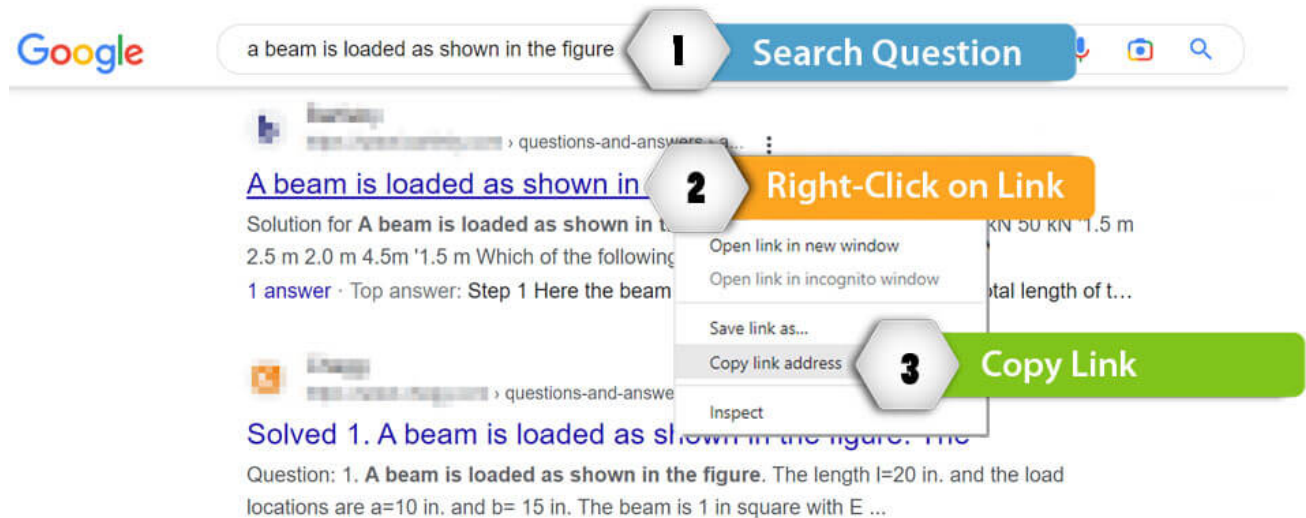 Google
a beam is loaded as shown in the figure
1 Search Question
› questions-and-answers › a...
A beam is loaded as shown in
2 Right-Click on Link
Solution for A beam is loaded as shown in kN 50 kN '1.5 m
2.5 m 2.0 m 4.5m '1.5 m Which of the following
1 answer · Top answer: Step 1 Here the beam total length of t...
Open link in new window
Open link in incognito window
Save link as...
Copy link address
3 Copy Link
Inspect
› questions-and-answe
Solved 1. A beam is loaded as shown in the figure. The
Question: 1. A beam is loaded as shown in the figure. The length l=20 in. and the load
locations are a=10 in. and b= 15 in. The beam is 1 in square with E ...